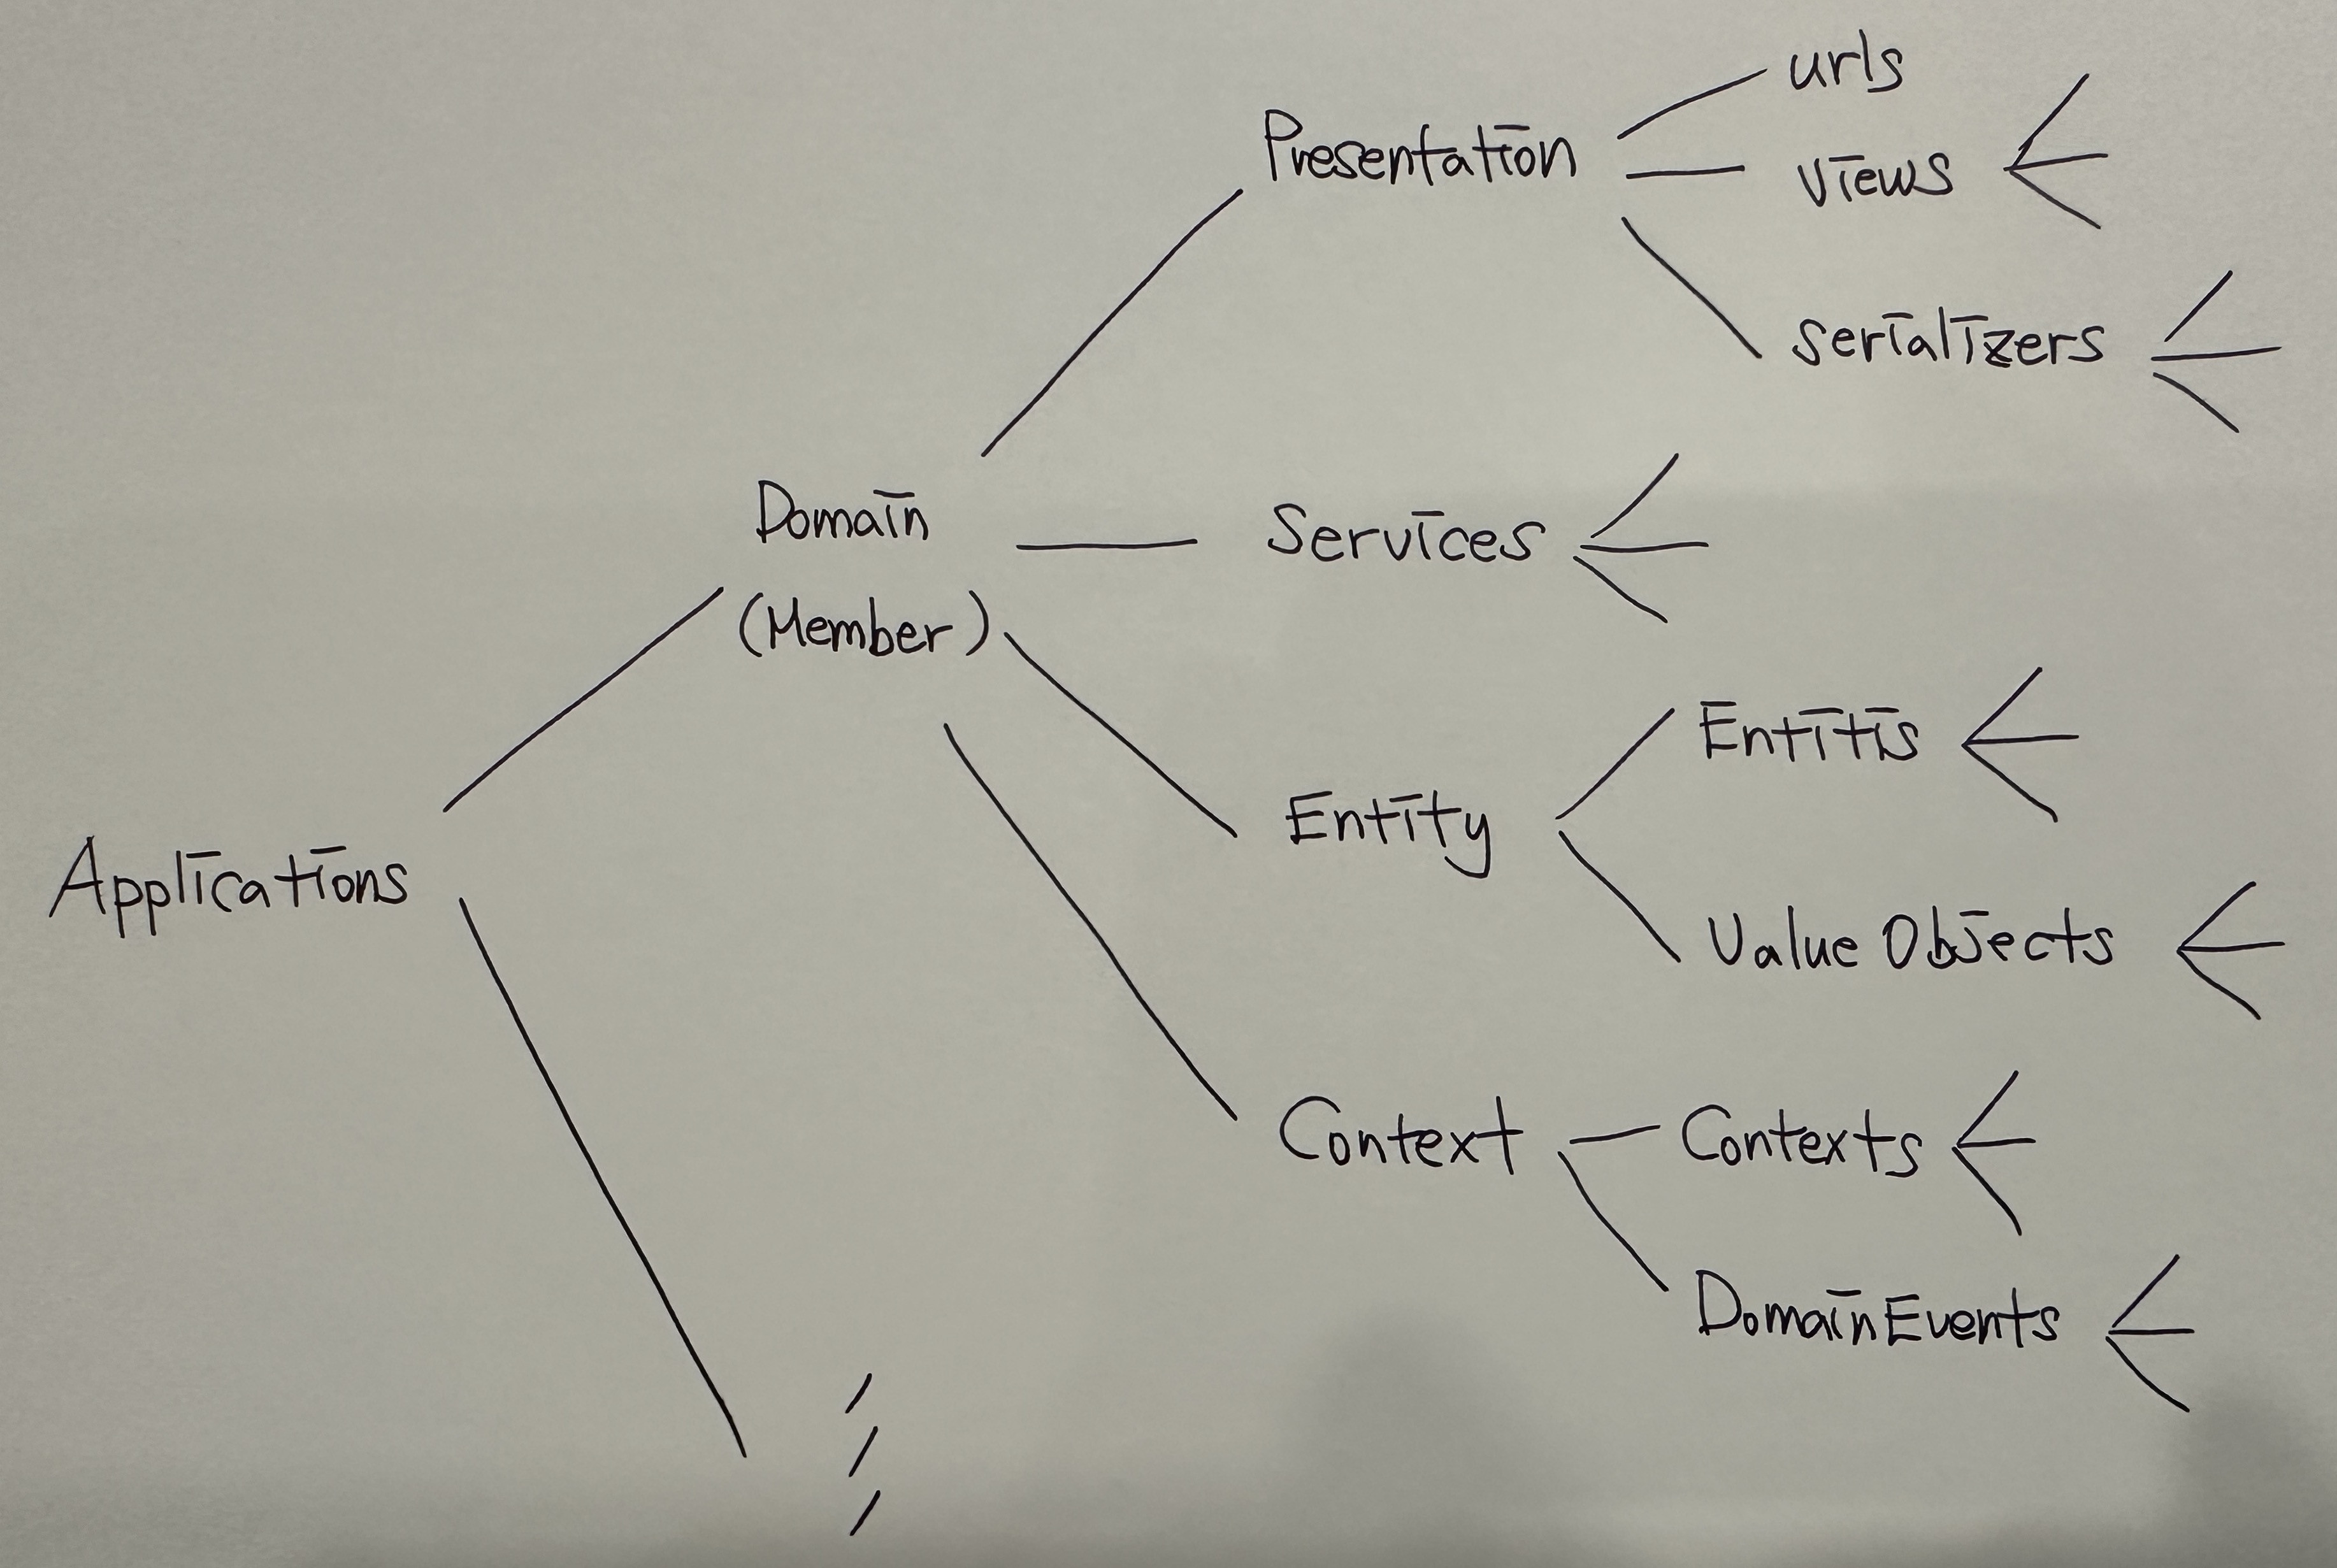 urls
Presentation
views
serializers
Domain
Services
(Member)
Entitis
Entity
Applications
Value Objects
Context
Contexts
DomainEvents